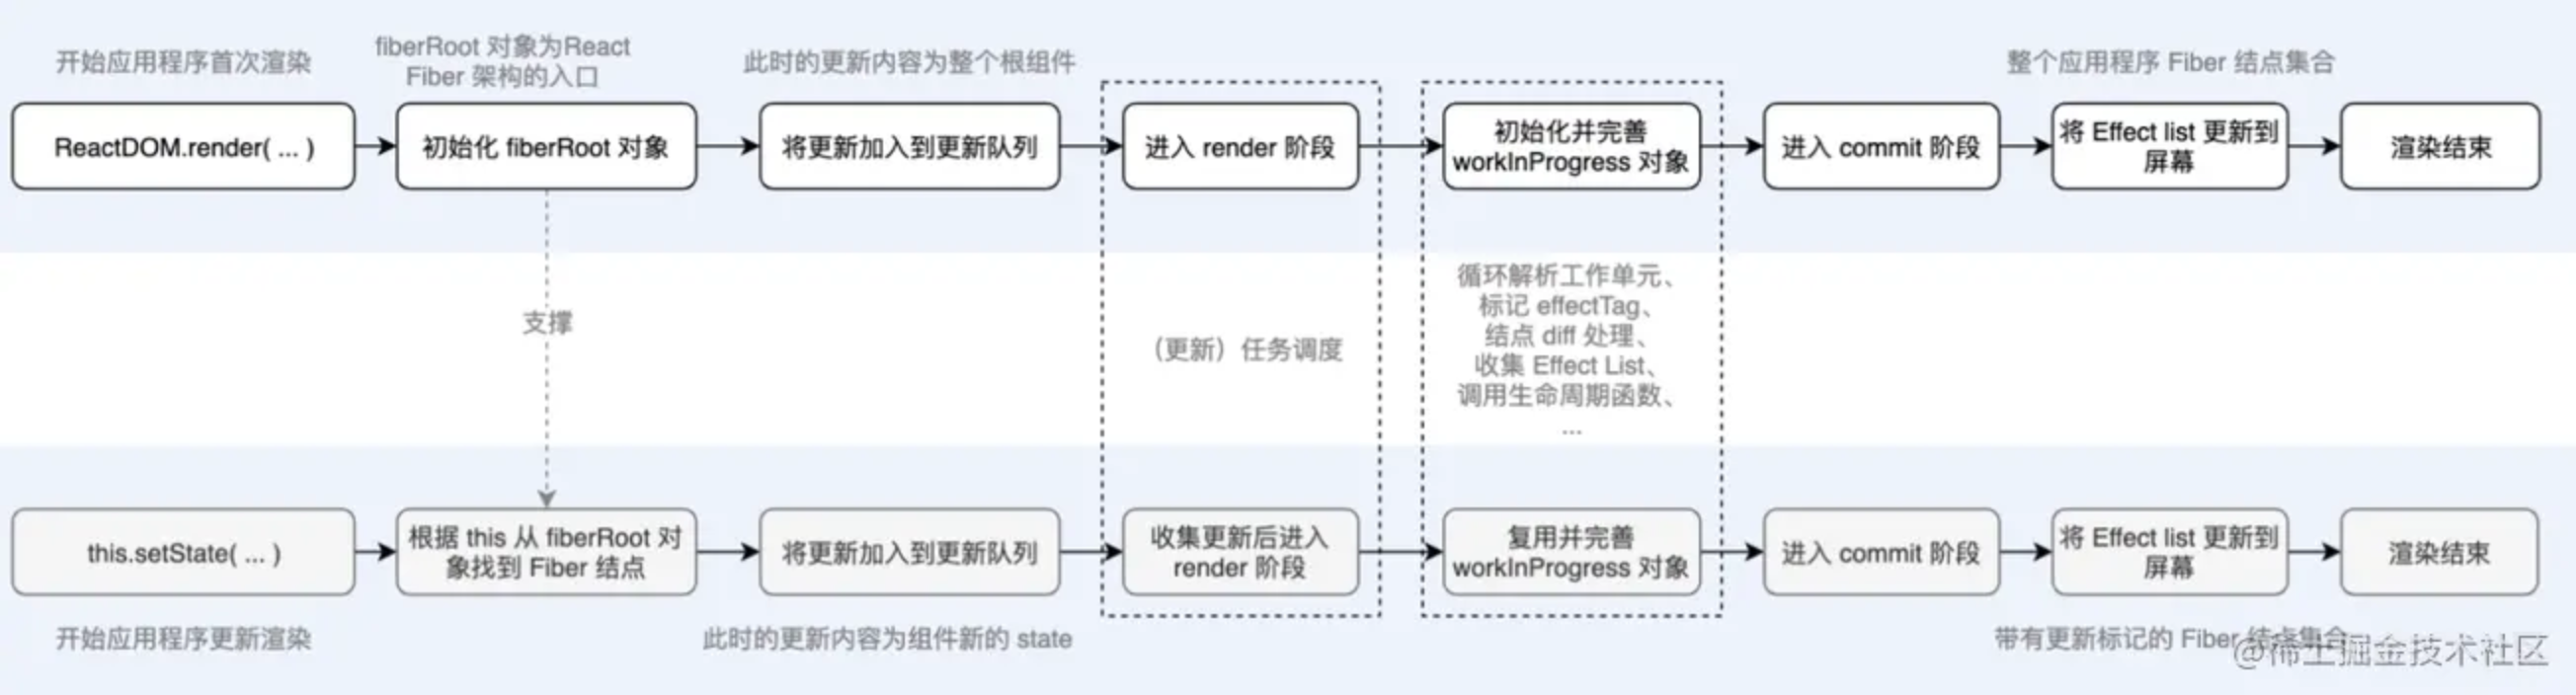 开始应用程序首次渲染
fiberRoot 对象为React
Fiber 架构的入口
此时的更新内容为整个根组件
整个应用程序 Fiber 结点集合
ReactDOM.render( ... )
初始化 fiberRoot 对象
将更新加入到更新队列
进入 render 阶段
初始化并完善
workInProgress 对象
进入 commit 阶段
将 Effect list 更新到
屏幕
渲染结束
支撑
（更新）任务调度
循环解析工作单元、
标记 effectTag、
结点 diff 处理、
收集 Effect List、
调用生命周期函数、
...
this.setState( ... )
根据 this 从 fiberRoot 对
象找到 Fiber 结点
将更新加入到更新队列
收集更新后进入
render 阶段
复用并完善
workInProgress 对象
进入 commit 阶段
将 Effect list 更新到
屏幕
渲染结束
开始应用程序更新渲染
此时的更新内容为组件新的 state
带有更新标记的 Fiber 结点集合
@稀土掘金技术社区